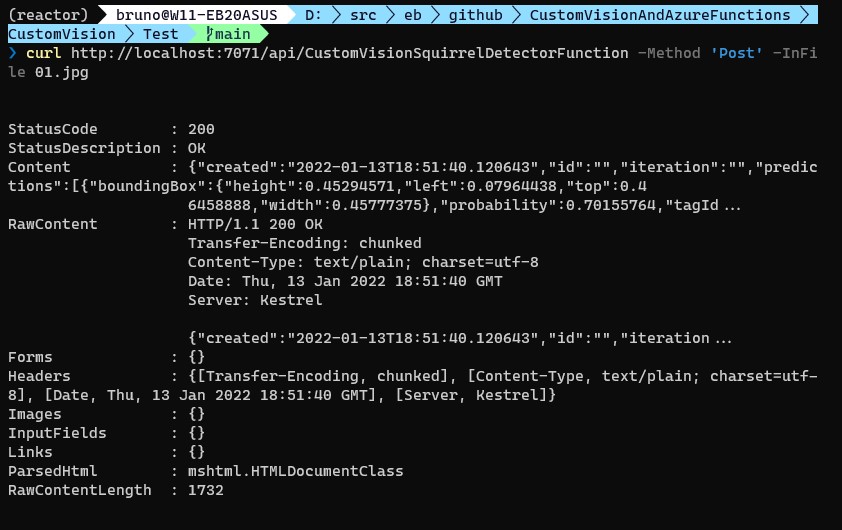 (reactor) bruno@W11-EB20ASUS D: src eb github CustomVisionAndAzureFunctions
CustomVision Test main
❯ curl http://localhost:7071/api/CustomVisionSquirrelDetectorFunction -Method 'Post' -InFi
le 01.jpg
StatusCode : 200
StatusDescription : OK
Content : {"created":"2022-01-13T18:51:40.120643","id":"","iteration":"","predic
tions":[{"boundingBox":{"height":0.45294571,"left":0.07964438,"top":0.4
6458888,"width":0.45777375},"probability":0.70155764,"tagId...
RawContent : HTTP/1.1 200 OK
Transfer-Encoding: chunked
Content-Type: text/plain; charset=utf-8
Date: Thu, 13 Jan 2022 18:51:40 GMT
Server: Kestrel
{"created":"2022-01-13T18:51:40.120643","id":"","iteration...
Forms : {}
Headers : {[Transfer-Encoding, chunked], [Content-Type, text/plain; charset=utf-
8], [Date, Thu, 13 Jan 2022 18:51:40 GMT], [Server, Kestrel]}
Images : {}
InputFields : {}
Links : {}
ParsedHtml : mshtml.HTMLDocumentClass
RawContentLength : 1732